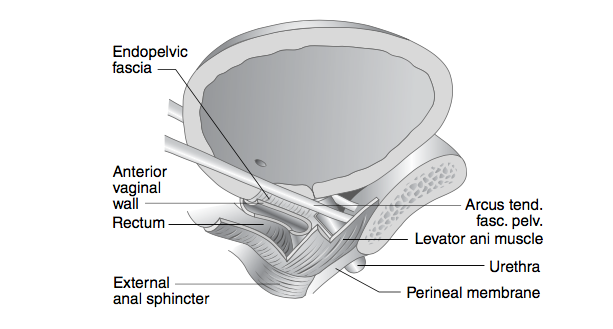 Endopelvic
fascia
Anterior
vaginal
wall
Rectum
External
anal sphincter
Arcus tend.
fasc. pelv.
Levator ani muscle
Urethra
Perineal membrane